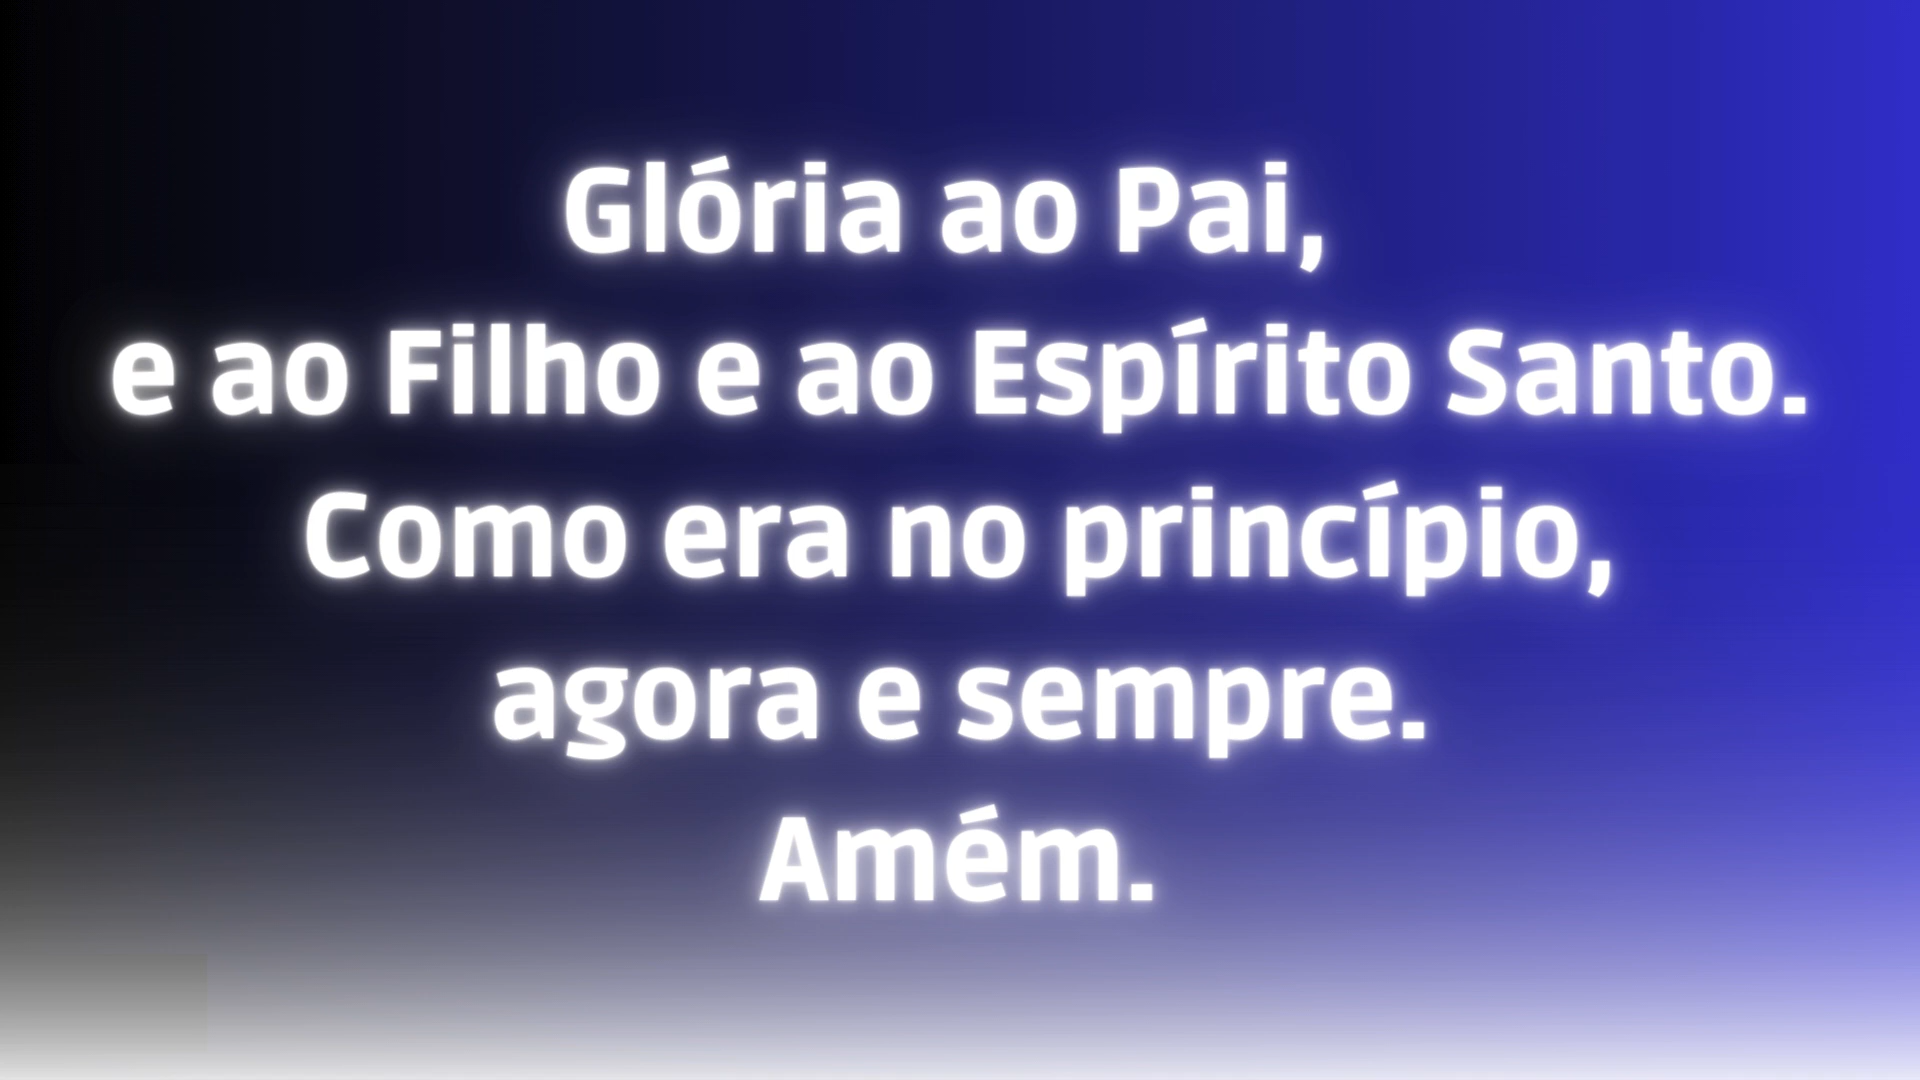 Glória ao Pai,
e ao Filho e ao Espírito Santo.
Como era no princípio,
agora e sempre.
Amém.